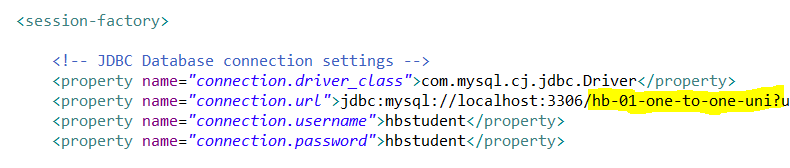 <session-factory>
<!-- JDBC Database connection settings -->
<property name="connection.driver_class">com.mysql.cj.jdbc.Driver</property>
<property name="connection.url">jdbc:mysql://localhost:3306/hb-01-one-to-one-uni?u
<property name="connection.username">hbstudent</property>
<property name="connection.password">hbstudent</property>